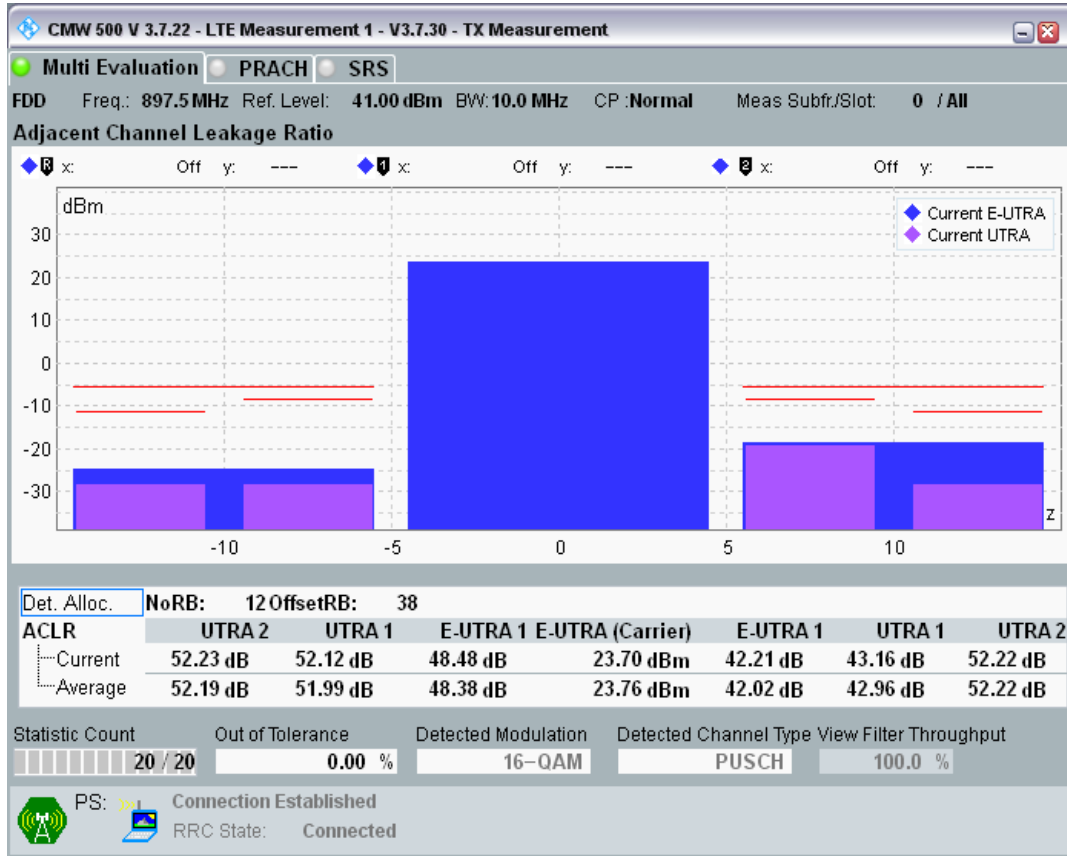 CMW 500 V 3.7.22 - LTE Measurement 1 - V3.7.30 - TX Measurement
Multi Evaluation PRACH SRS
FDD Freq.: 897.5 MHz Ref. Level: 41.00 dBm BW: 10.0 MHz CP :Normal Meas Subfr./Slot: 0 / All
Adjacent Channel Leakage Ratio
R x: Off y: --- 1 x: Off y: --- 2 x: Off y: ---
dBm
Current E-UTRA
Current UTRA
30
20
10
0
-10
-20
-30
z
-10 -5 0 5 10
Det. Alloc. NoRB: 12 OffsetRB: 38
ACLR UTRA 2 UTRA 1 E-UTRA 1 E-UTRA (Carrier) E-UTRA 1 UTRA 1 UTRA 2
Current 52.23 dB 52.12 dB 48.48 dB 23.70 dBm 42.21 dB 43.16 dB 52.22 dB
Average 52.19 dB 51.99 dB 48.38 dB 23.76 dBm 42.02 dB 42.96 dB 52.22 dB
Statistic Count Out of Tolerance Detected Modulation Detected Channel Type View Filter Throughput
20 / 20 0.00 % 16-QAM PUSCH 100.0 %
PS: Connection Established
RRC State: Connected